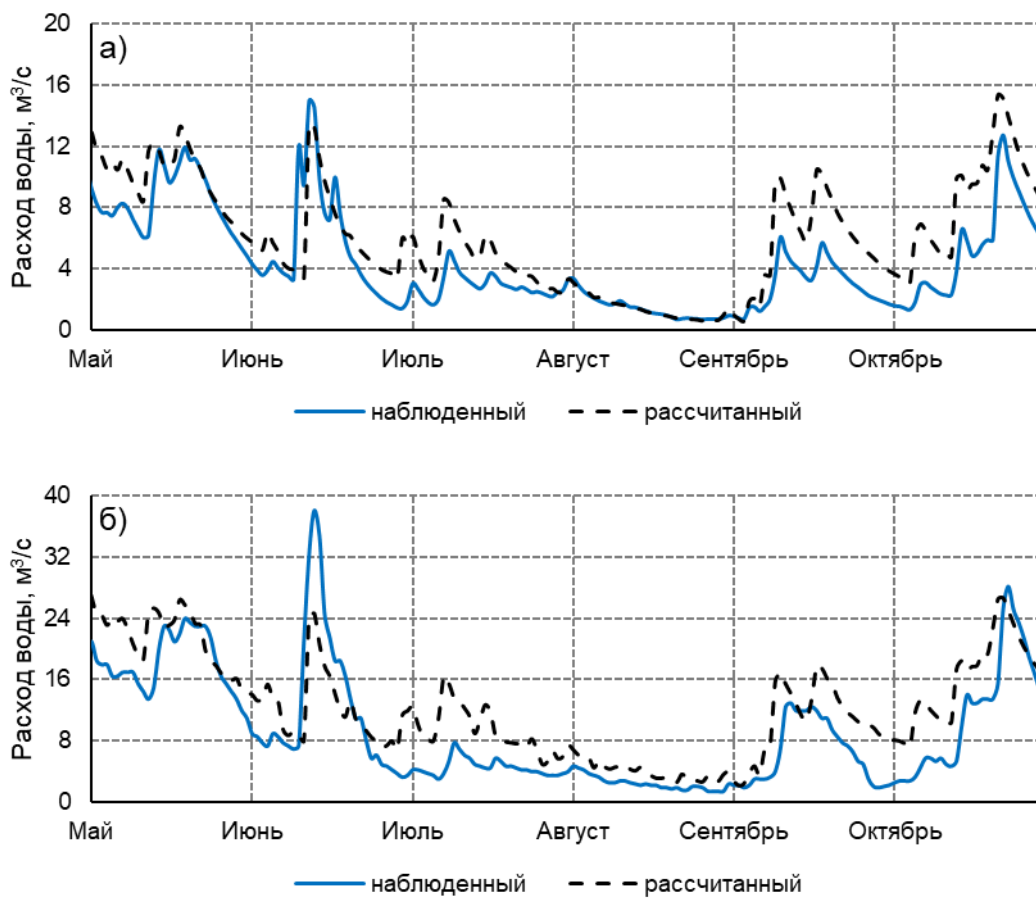 а)
Расход воды, м³/с
20
16
12
8
4
0
Май Июнь Июль Август Сентябрь Октябрь
наблюденный рассчитанный
б)
Расход воды, м³/с
40
32
24
16
8
0
Май Июнь Июль Август Сентябрь Октябрь
наблюденный рассчитанный